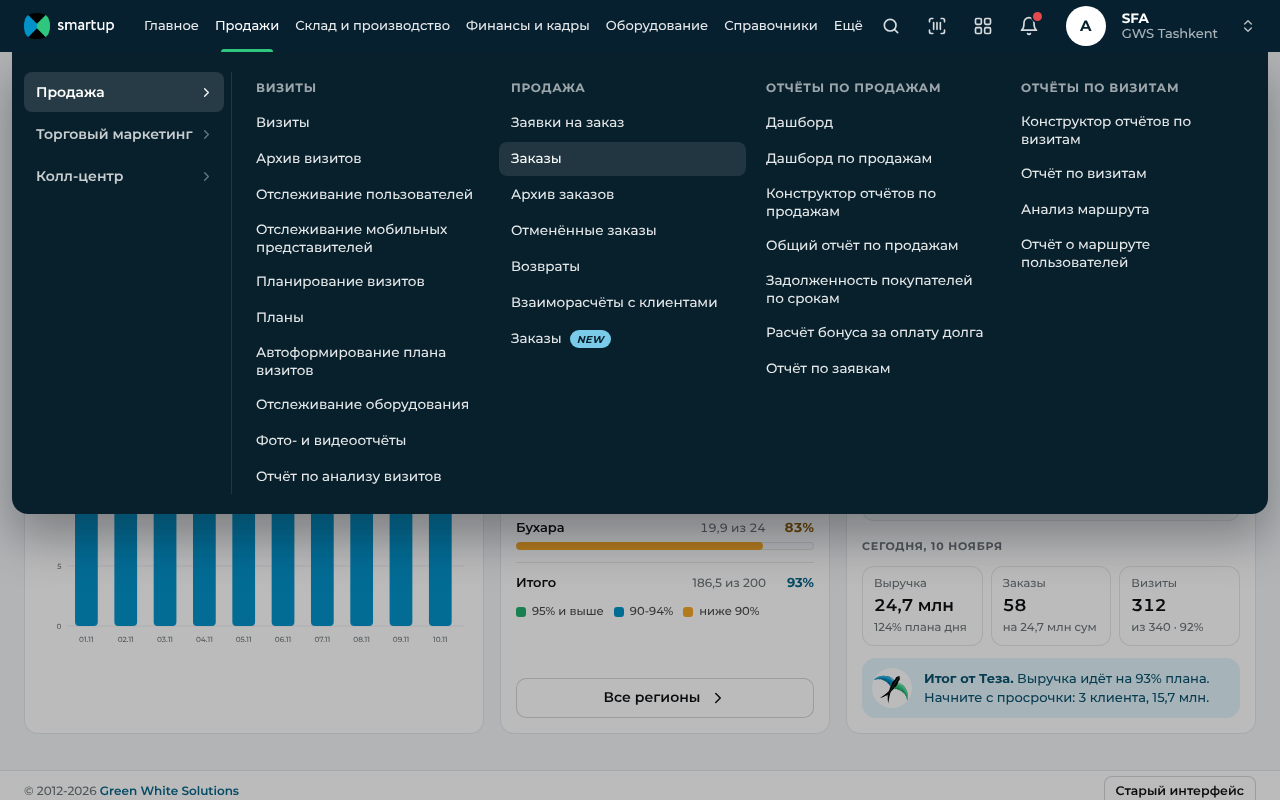 smartup
Главное
Продажи
Склад и производство
Финансы и кадры
Оборудование
Справочники
Ещё
A
SFA
GWS Tashkent
Продажа
Торговый маркетинг
Колл-центр
ВИЗИТЫ
Визиты
Архив визитов
Отслеживание пользователей
Отслеживание мобильных
представителей
Планирование визитов
Планы
Автоформирование плана
визитов
Отслеживание оборудования
Фото- и видеоотчёты
Отчёт по анализу визитов
ПРОДАЖА
Заявки на заказ
Заказы
Архив заказов
Отменённые заказы
Возвраты
Взаиморасчёты с клиентами
Заказы NEW
ОТЧЁТЫ ПО ПРОДАЖАМ
Дашборд
Дашборд по продажам
Конструктор отчётов по
продажам
Общий отчёт по продажам
Задолженность покупателей
по срокам
Расчёт бонуса за оплату долга
Отчёт по заявкам
ОТЧЁТЫ ПО ВИЗИТАМ
Конструктор отчётов по
визитам
Отчёт по визитам
Анализ маршрута
Отчёт о маршруте
пользователей
5
0
01.11 02.11 03.11 04.11 05.11 06.11 07.11 08.11 09.11 10.11
Бухара 19,9 из 24 83%
Итого 186,5 из 200 93%
95% и выше 90-94% ниже 90%
Все регионы
СЕГОДНЯ, 10 НОЯБРЯ
Выручка
24,7 млн
124% плана дня
Заказы
58
на 24,7 млн сум
Визиты
312
из 340 · 92%
Итог от Теза. Выручка идёт на 93% плана.
Начните с просрочки: 3 клиента, 15,7 млн.
© 2012-2026 Green White Solutions
Старый интерфейс